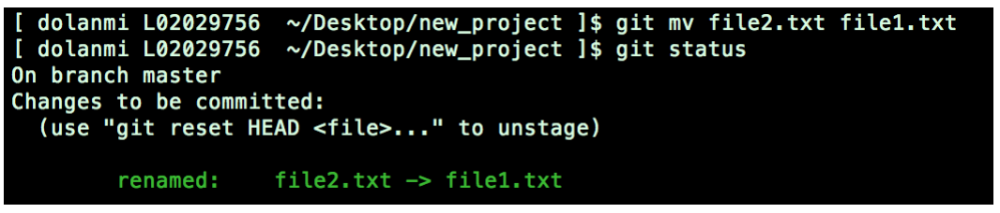 [ dolanmi L02029756  ~/Desktop/new_project ]$ git mv file2.txt file1.txt
[ dolanmi L02029756  ~/Desktop/new_project ]$ git status
On branch master
Changes to be committed:
  (use "git reset HEAD <file>..." to unstage)
        renamed:    file2.txt -> file1.txt